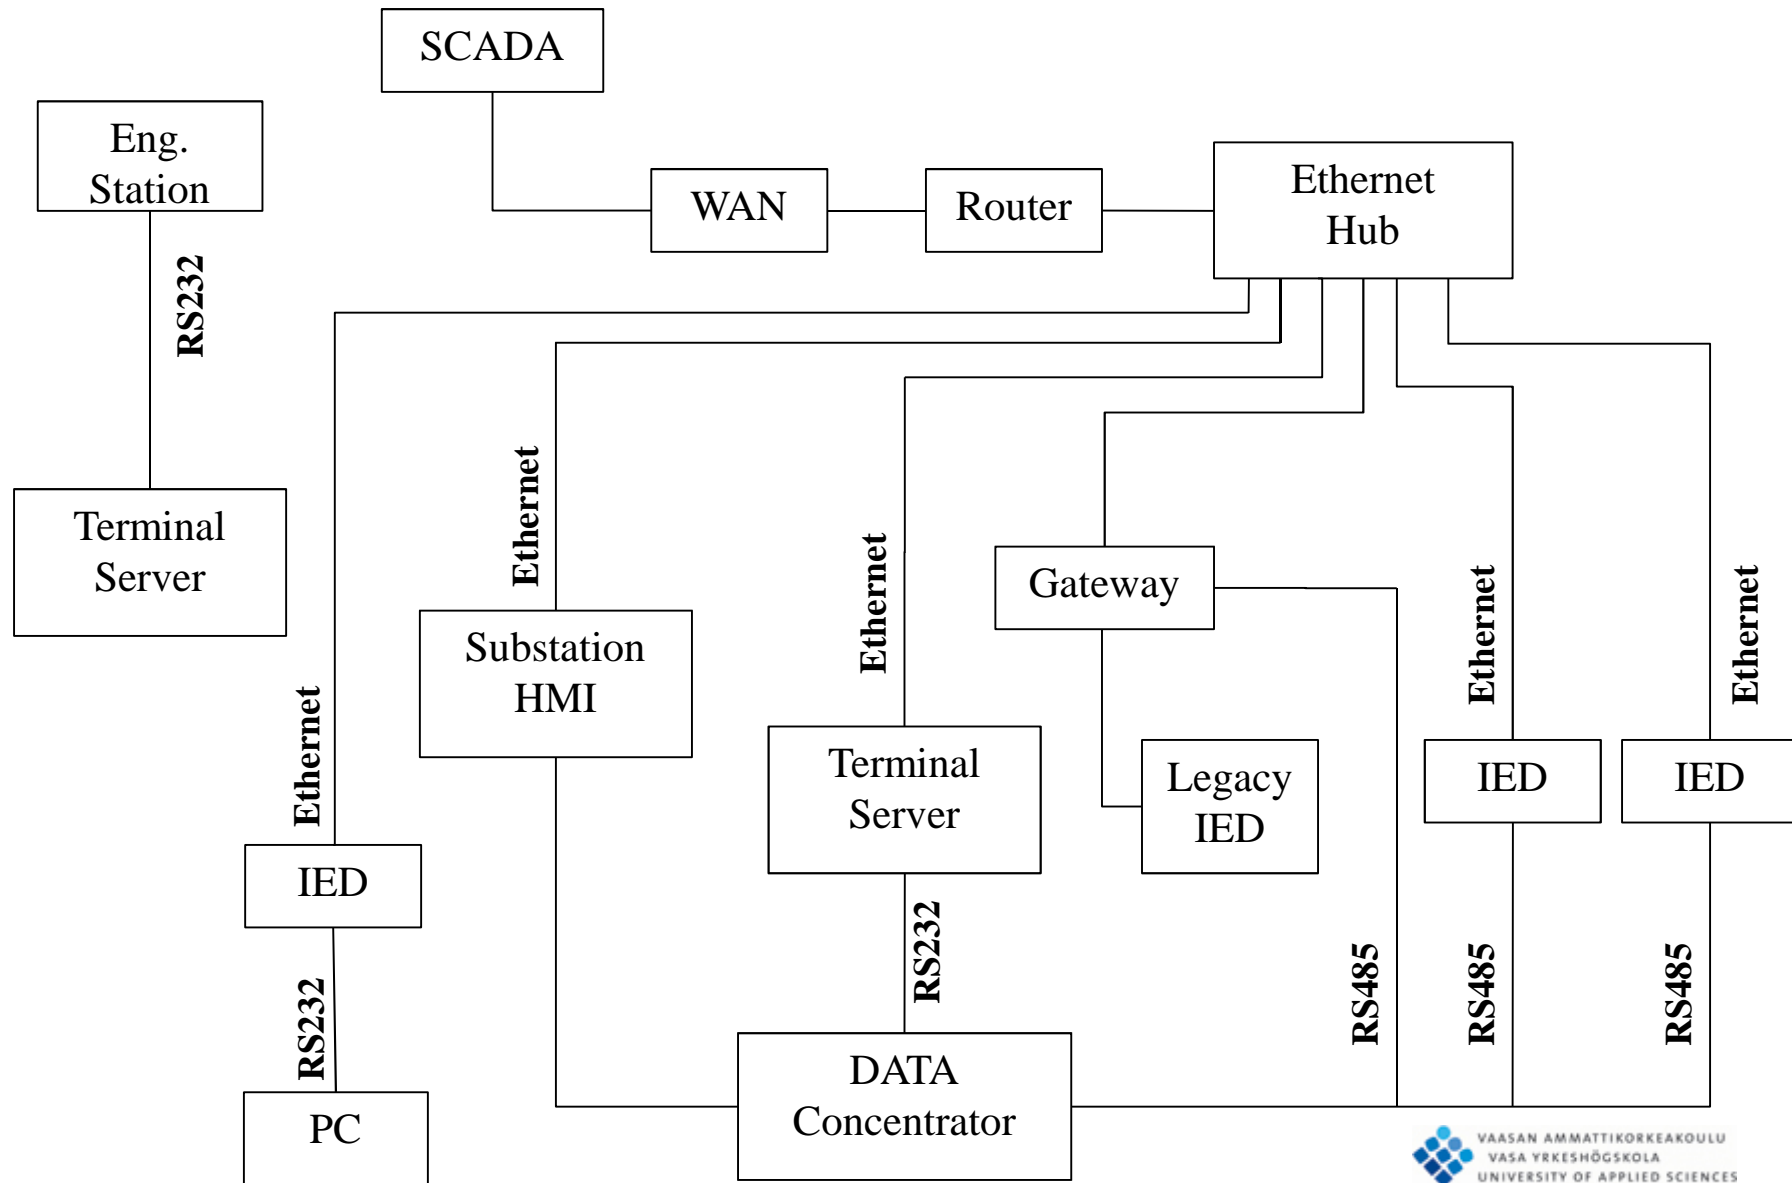 SCADA
Eng.
Station
WAN
Router
Ethernet
Hub
RS232
Terminal
Server
Ethernet
Substation
HMI
Ethernet
Ethernet
Gateway
Ethernet
Ethernet
Terminal
Server
Legacy
IED
IED
IED
IED
RS232
RS232
RS485
RS485
RS485
PC
DATA
Concentrator
VAASAN AMMATTIKORKEAKOULU
VASA YRKESHÖGSKOLA
UNIVERSITY OF APPLIED SCIENCES